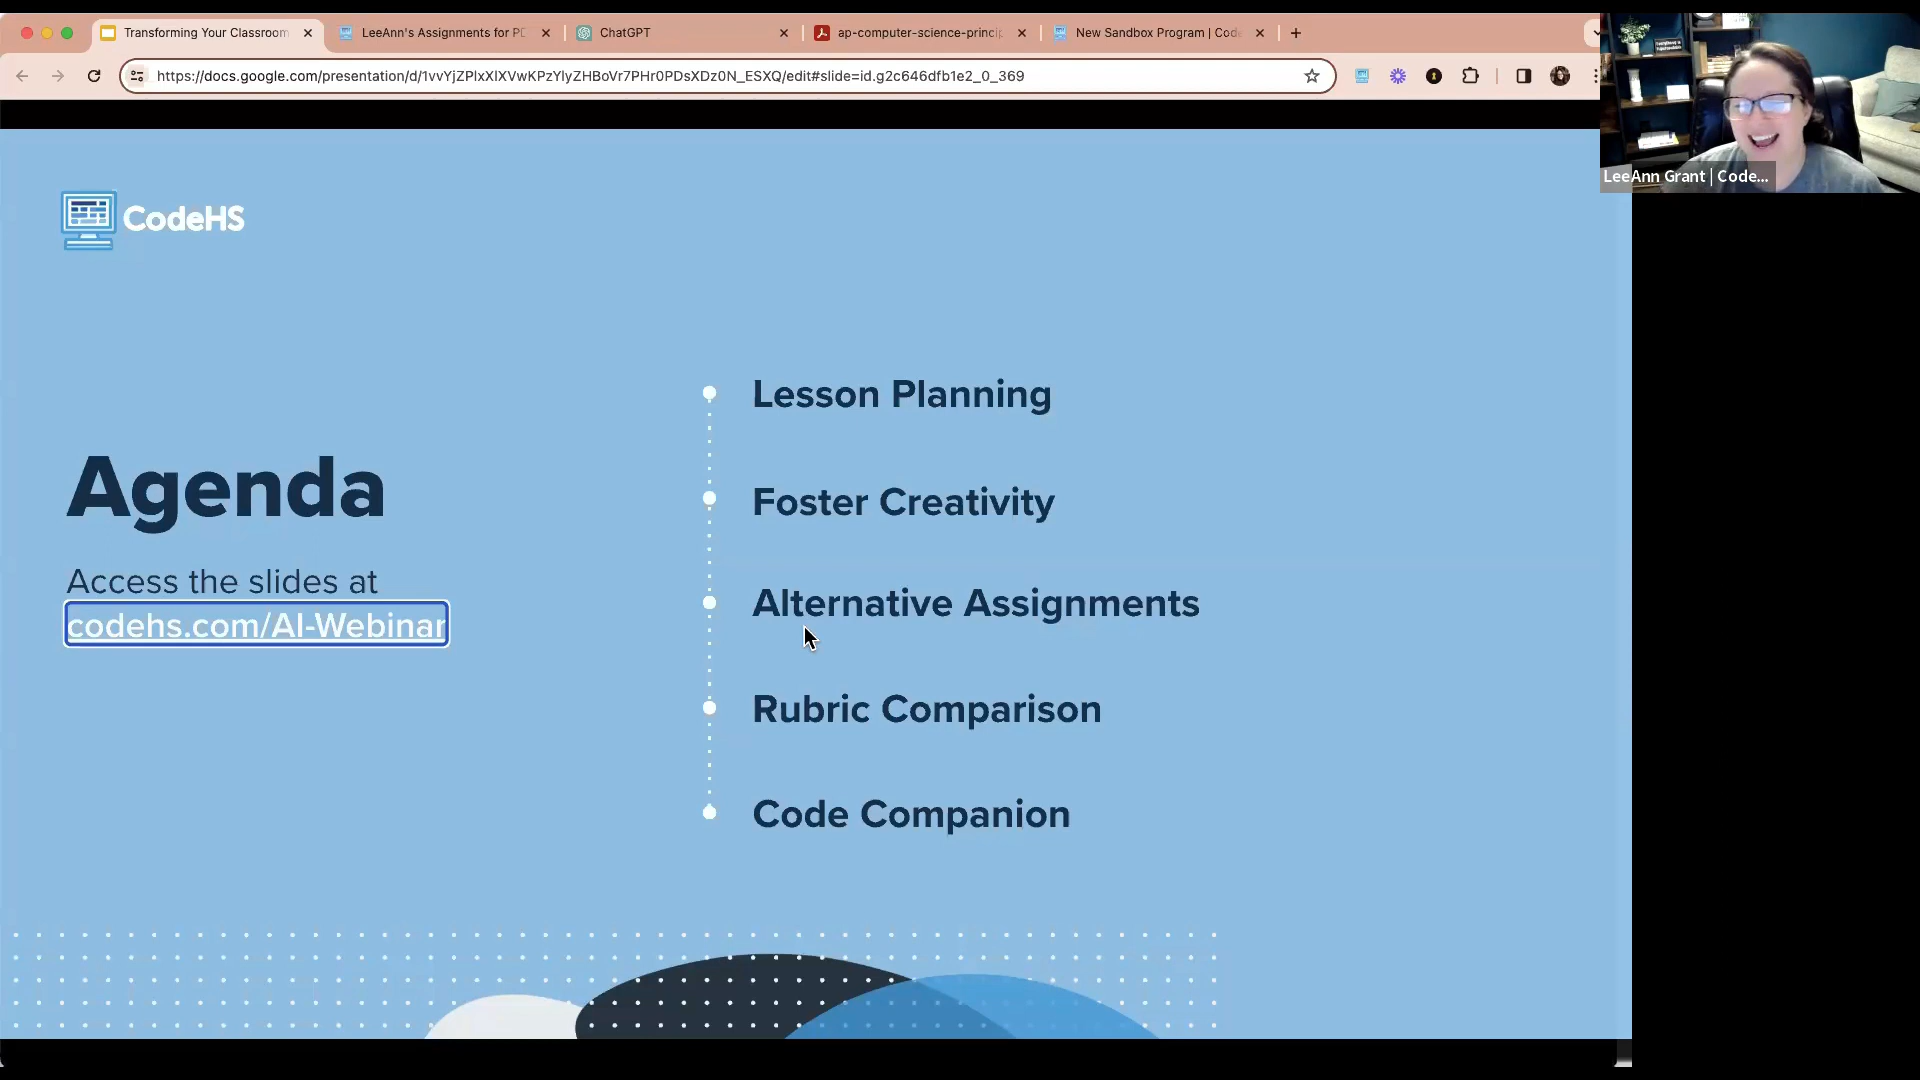 Transforming Your Classroom
LeeAnn's Assignments for PD
ChatGPT
ap-computer-science-princip
New Sandbox Program | Code
https://docs.google.com/presentation/d/1vvYjZPlxXlXVwKPzYlyZHBoVr7PHr0PDsXDz0N_ESXQ/edit#slide=id.g2c646dfb1e2_0_369
LeeAnn Grant | Code...
CodeHS
Agenda
Access the slides at
codehs.com/AI-Webinar
Lesson Planning
Foster Creativity
Alternative Assignments
Rubric Comparison
Code Companion